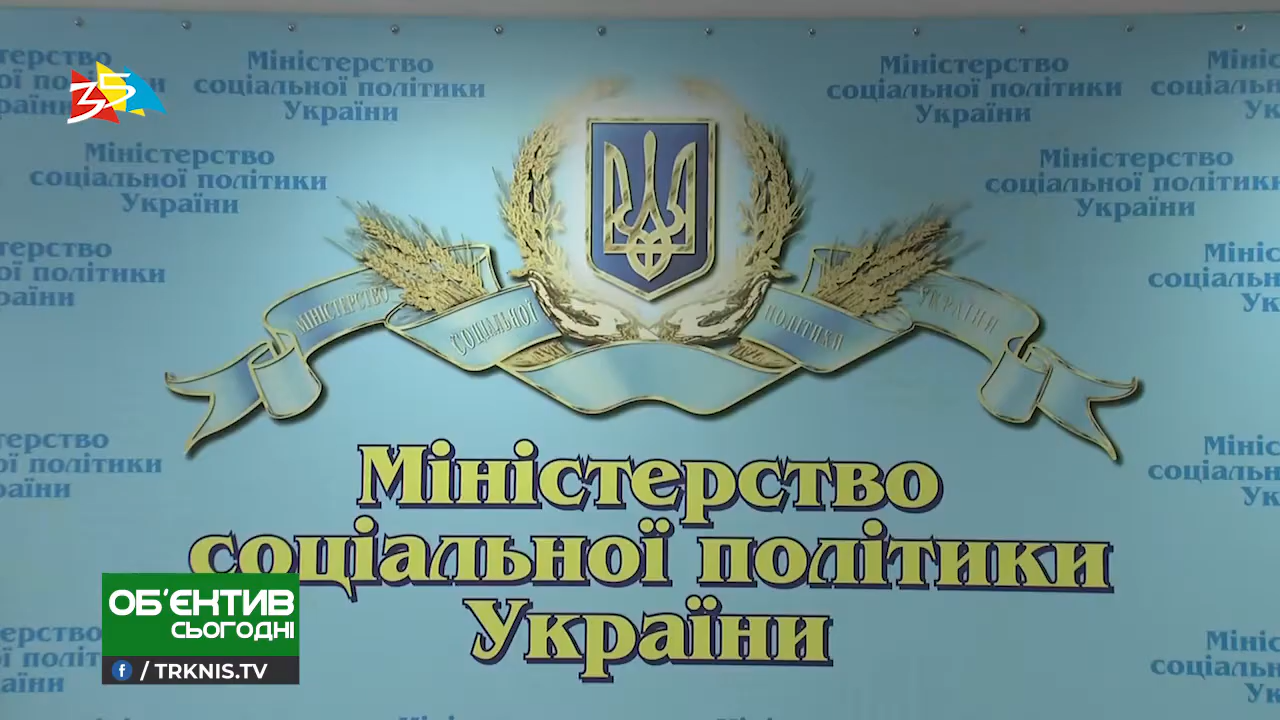 Міністерство
соціальної політики
України
Міністерство
соціальної політики
України
Міністерство
соціальної політики
України
Міністерство
соціальної політики
України
35
МІНІСТЕРСТВО СОЦІАЛЬНОЇ ПОЛІТИКИ УКРАЇНИ
Міністерство
соціальної політики
України
ОБ'ЄКТИВ
СЬОГОДНІ
f / TRKNIS.TV